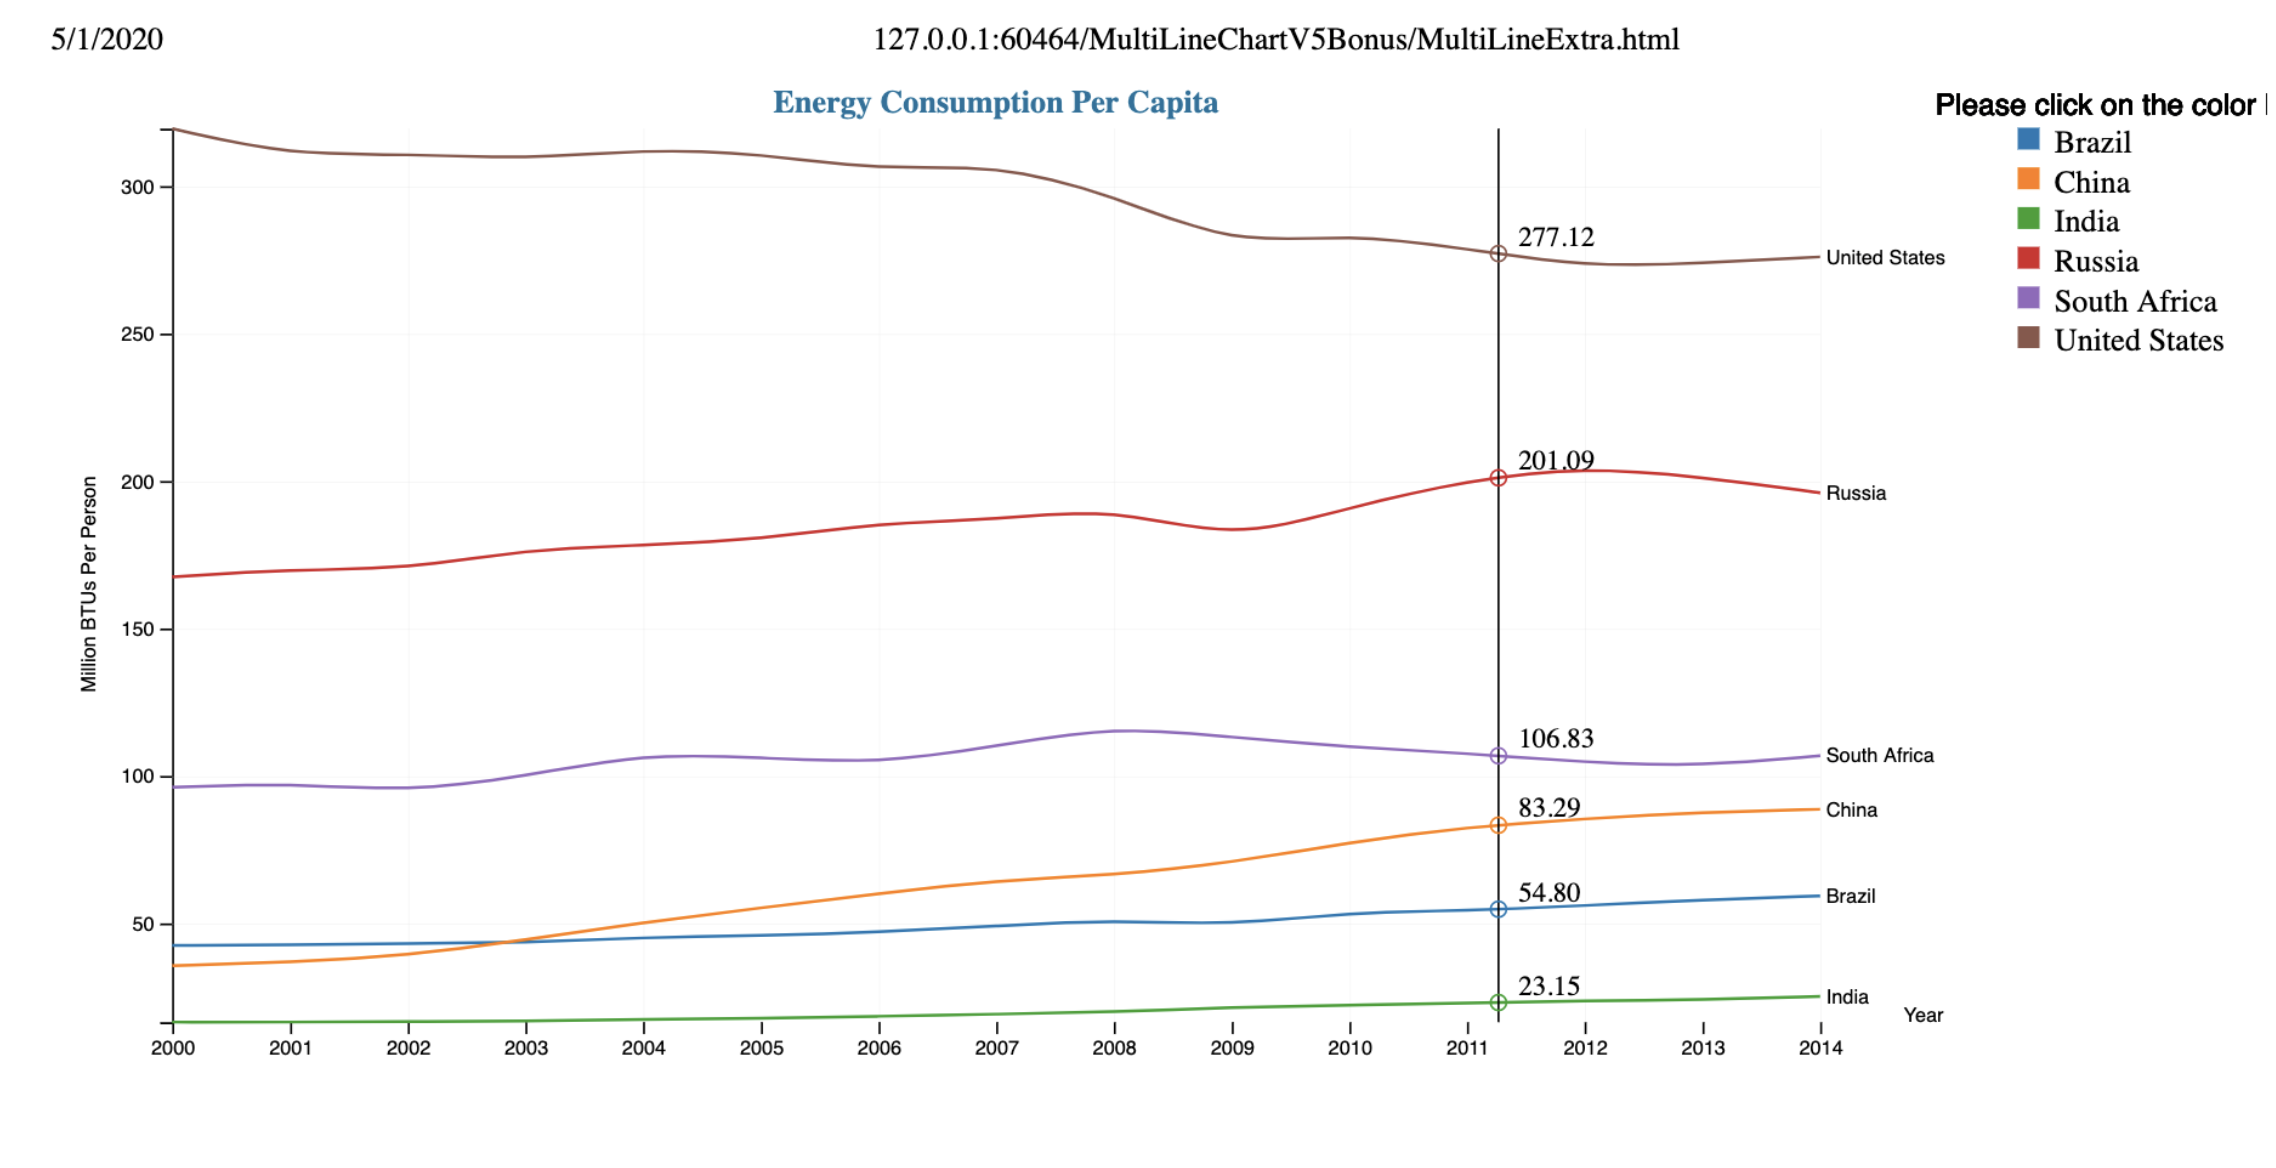 5/1/2020 127.0.0.1:60464/MultiLineChartV5Bonus/MultiLineExtra.html
Energy Consumption Per Capita
Please click on the color
Brazil
China
India
Russia
South Africa
United States
Million BTUs Per Person
300
250
200
150
100
50
277.12
201.09
106.83
83.29
54.80
23.15
United States
Russia
South Africa
China
Brazil
India
Year
2000 2001 2002 2003 2004 2005 2006 2007 2008 2009 2010 2011 2012 2013 2014